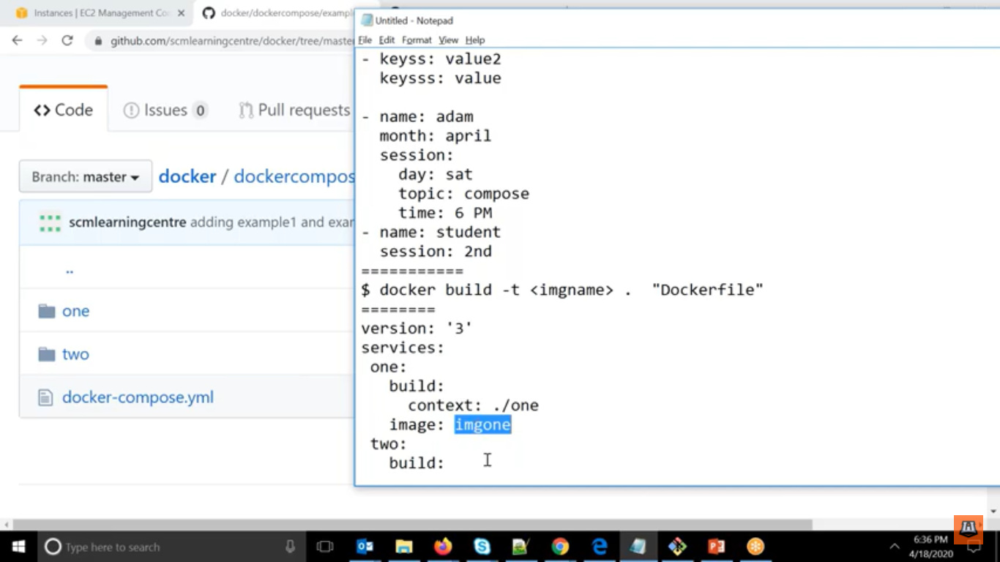 Instances | EC2 Management Co
docker/dockercompose/example
github.com/scmlearningcentre/docker/tree/master
Code
Issues 0
Pull requests
Branch: master
docker / dockercompos
scmlearningcentre adding example1 and exar
..
one
two
docker-compose.yml
Untitled - Notepad
File Edit Format View Help
- keyss: value2
keysss: value
- name: adam
month: april
session:
day: sat
topic: compose
time: 6 PM
- name: student
session: 2nd
===========
$ docker build -t <imgname> .  "Dockerfile"
========
version: '3'
services:
one:
build:
context: ./one
image: imgone
two:
build:
Type here to search
6:36 PM
4/18/2020